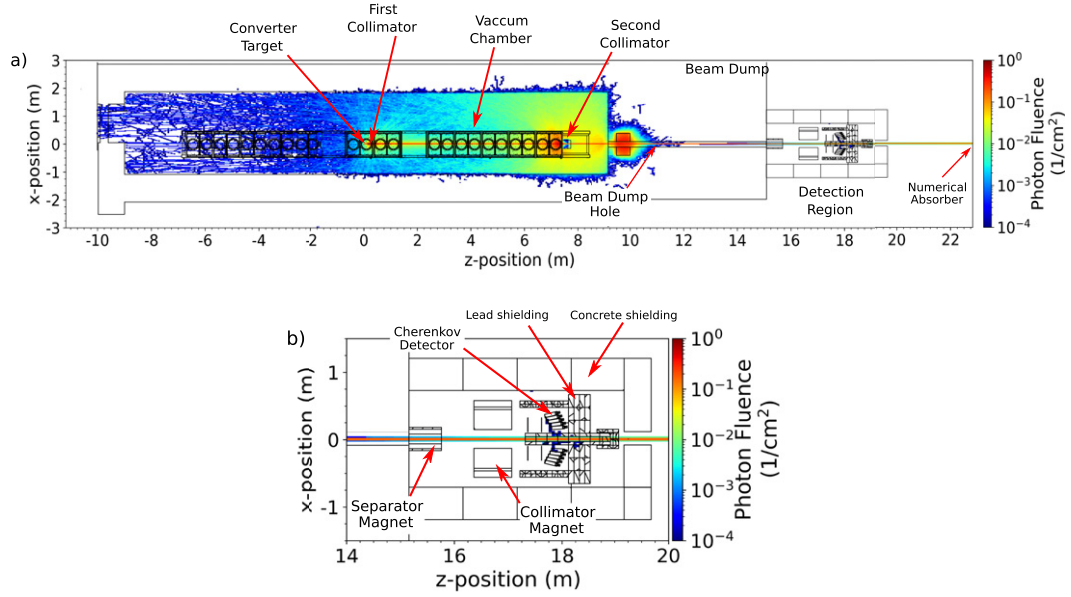 a)
Converter
Target
First
Collimator
Vaccum
Chamber
Second
Collimator
Beam Dump
Beam Dump
Hole
Detection
Region
Numerical
Absorber
x-position (m)
3
2
1
0
-1
-2
-3
-10 -8 -6 -4 -2 0 2 4 6 8 10 12 14 16 18 20 22
z-position (m)
10⁰
10⁻¹
10⁻²
10⁻³
10⁻⁴
Photon Fluence
(1/cm²)
b)
Cherenkov
Detector
Lead shielding
Concrete shielding
Separator
Magnet
Collimator
Magnet
x-position (m)
1
0
-1
14 16 18 20
z-position (m)
10⁰
10⁻¹
10⁻²
10⁻³
10⁻⁴
Photon Fluence
(1/cm²)